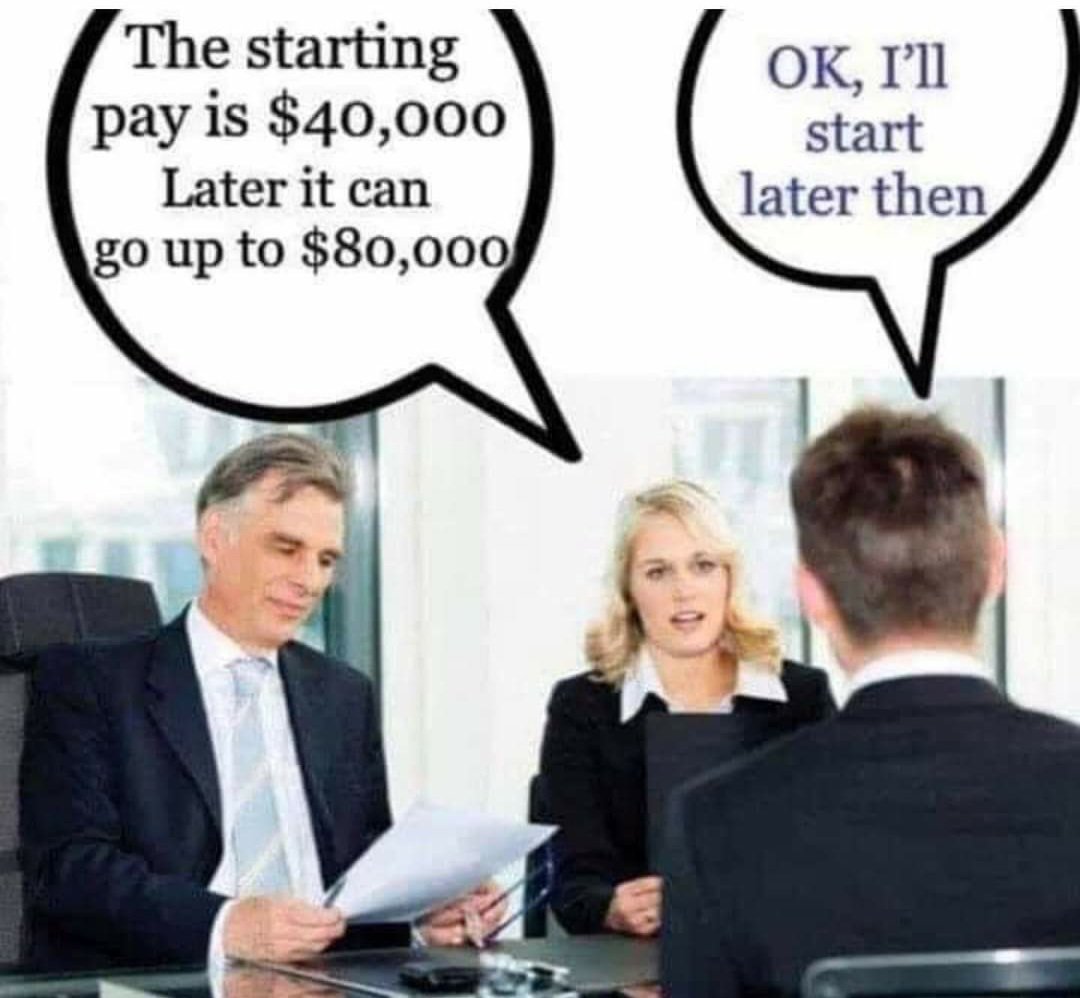 The starting
pay is $40,000
Later it can
go up to $80,000
OK, I’ll
start
later then